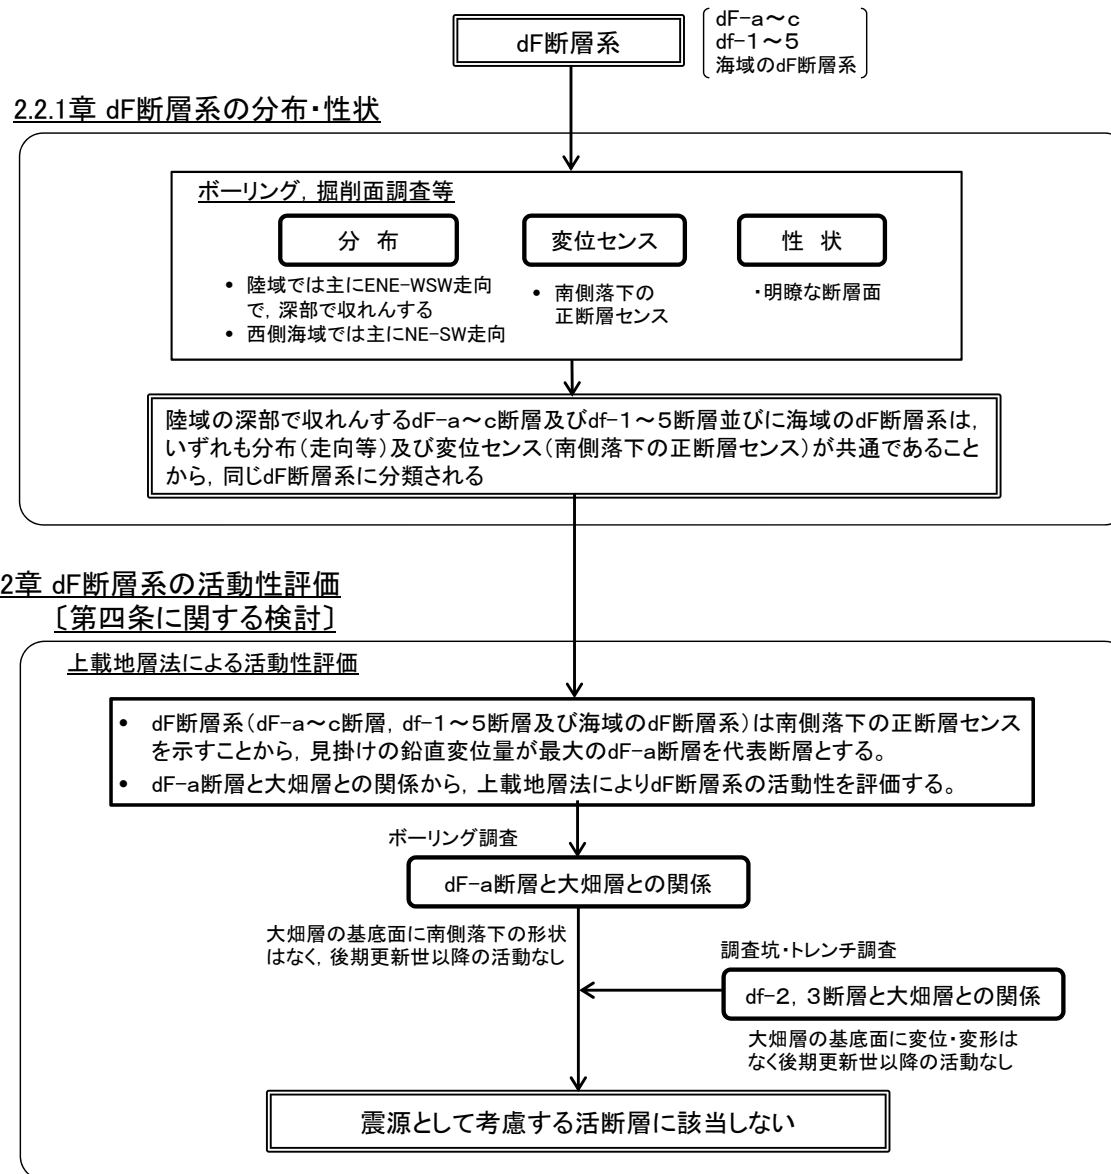 dF断層系
dF-a～c
df-1～5
海域のdF断層系
2.2.1章 dF断層系の分布・性状
ボーリング，掘削面調査等
分 布
変位センス
性 状
• 陸域では主にENE-WSW走向
で，深部で収れんする
• 西側海域では主にNE-SW走向
• 南側落下の
正断層センス
・明瞭な断層面
陸域の深部で収れんするdF-a～c断層及びdf-1～5断層並びに海域のdF断層系は，
いずれも分布（走向等）及び変位センス（南側落下の正断層センス）が共通であること
から，同じdF断層系に分類される
2章 dF断層系の活動性評価
〔第四条に関する検討〕
上載地層法による活動性評価
• dF断層系（dF-a～c断層，df-1～5断層及び海域のdF断層系）は南側落下の正断層センス
を示すことから，見掛けの鉛直変位量が最大のdF-a断層を代表断層とする。
• dF-a断層と大畑層との関係から，上載地層法によりdF断層系の活動性を評価する。
ボーリング調査
dF-a断層と大畑層との関係
大畑層の基底面に南側落下の形状
はなく，後期更新世以降の活動なし
調査坑・トレンチ調査
df-2，3断層と大畑層との関係
大畑層の基底面に変位・変形は
なく後期更新世以降の活動なし
震源として考慮する活断層に該当しない